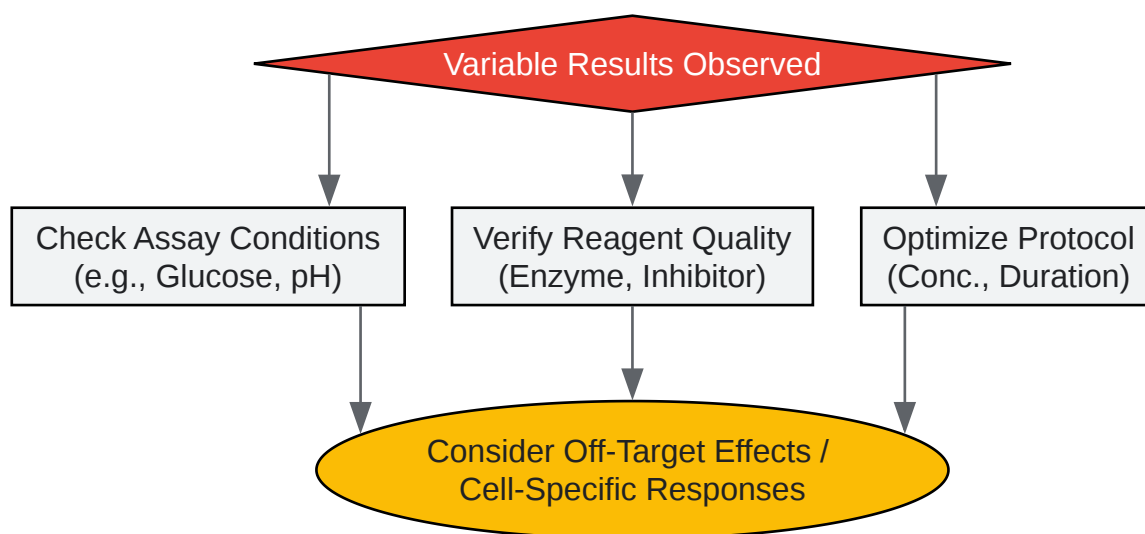 Variable Results Observed
Check Assay Conditions
(e.g., Glucose, pH)
Verify Reagent Quality
(Enzyme, Inhibitor)
Optimize Protocol
(Conc., Duration)
Consider Off-Target Effects /
Cell-Specific Responses